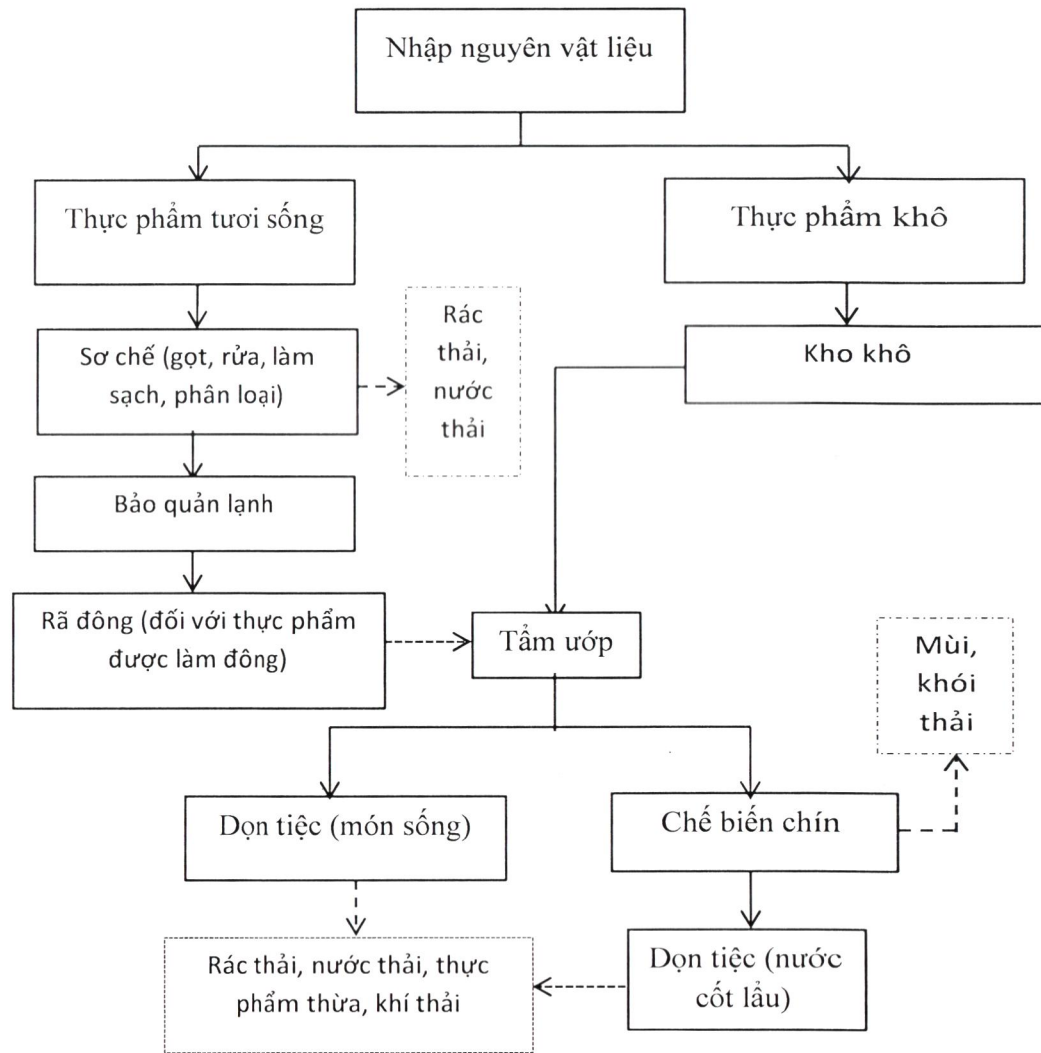 Nhập nguyên vật liệu
Thực phẩm tươi sống
Thực phẩm khô
Rác
thải,
nước
thải
Sơ chế (gọt, rửa, làm
sạch, phân loại)
Kho khô
Bảo quản lạnh
Rã đông (đối với thực phẩm
được làm đông)
Tẩm ướp
Mùi,
khói
thải
Dọn tiệc (món sống)
Chế biến chín
Rác thải, nước thải, thực
phẩm thừa, khí thải
Dọn tiệc (nước
cốt lẩu)